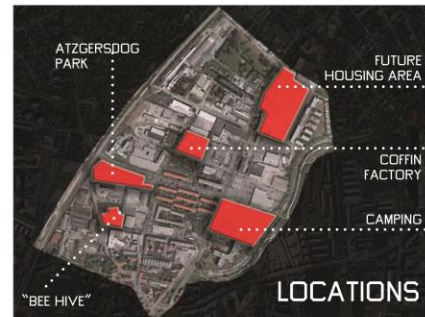 ATZGERSDOG
PARK
FUTURE
HOUSING AREA
COFFIN
FACTORY
CAMPING
"BEE HIVE"
LOCATIONS